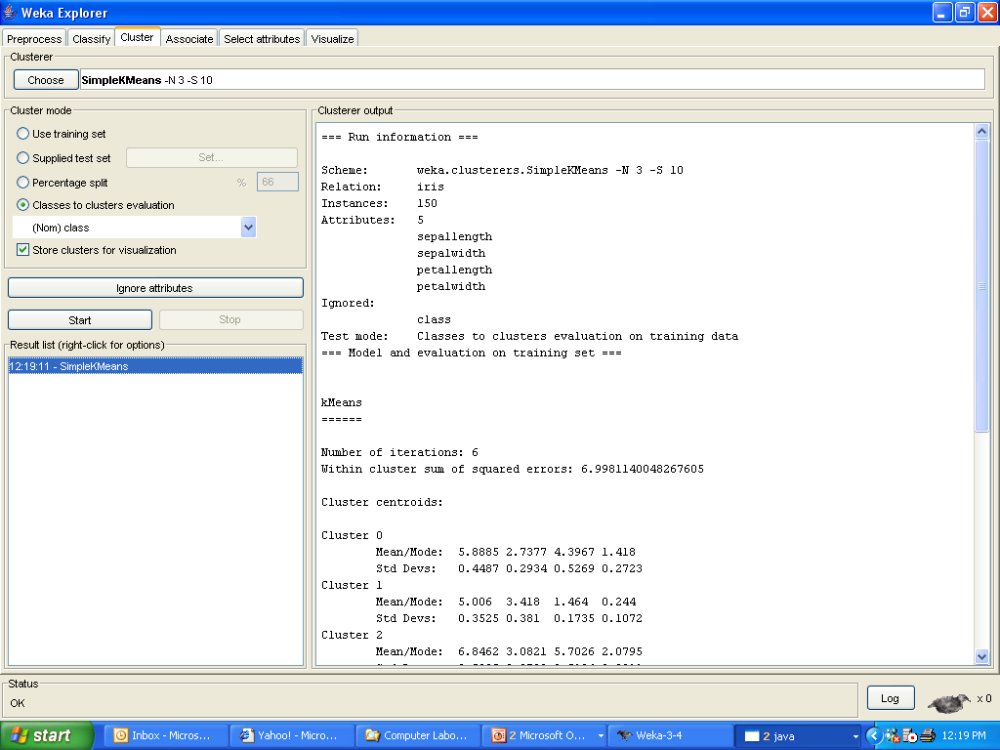 Weka Explorer
Preprocess Classify Cluster Associate Select attributes Visualize
Clusterer
Choose SimpleKMeans -N 3 -S 10
Cluster mode
Use training set
Supplied test set Set...
Percentage split % 66
Classes to clusters evaluation
(Nom) class
Store clusters for visualization
Ignore attributes
Start Stop
Result list (right-click for options)
12:19:11 - SimpleKMeans
Clusterer output
=== Run information ===
Scheme: weka.clusterers.SimpleKMeans -N 3 -S 10
Relation: iris
Instances: 150
Attributes: 5
sepallength
sepalwidth
petallength
petalwidth
Ignored:
class
Test mode: Classes to clusters evaluation on training data
=== Model and evaluation on training set ===
kMeans
======
Number of iterations: 6
Within cluster sum of squared errors: 6.9981140048267605
Cluster centroids:
Cluster 0
Mean/Mode: 5.8885 2.7377 4.3967 1.418
Std Devs: 0.4487 0.2934 0.5269 0.2723
Cluster 1
Mean/Mode: 5.006 3.418 1.464 0.244
Std Devs: 0.3525 0.381 0.1735 0.1072
Cluster 2
Mean/Mode: 6.8462 3.0821 5.7026 2.0795
Status
OK
Log x 0
start Inbox - Micros... Yahoo! - Micro... Computer Labo... 2 Microsoft O... Weka-3-4 2 java 12:19 PM